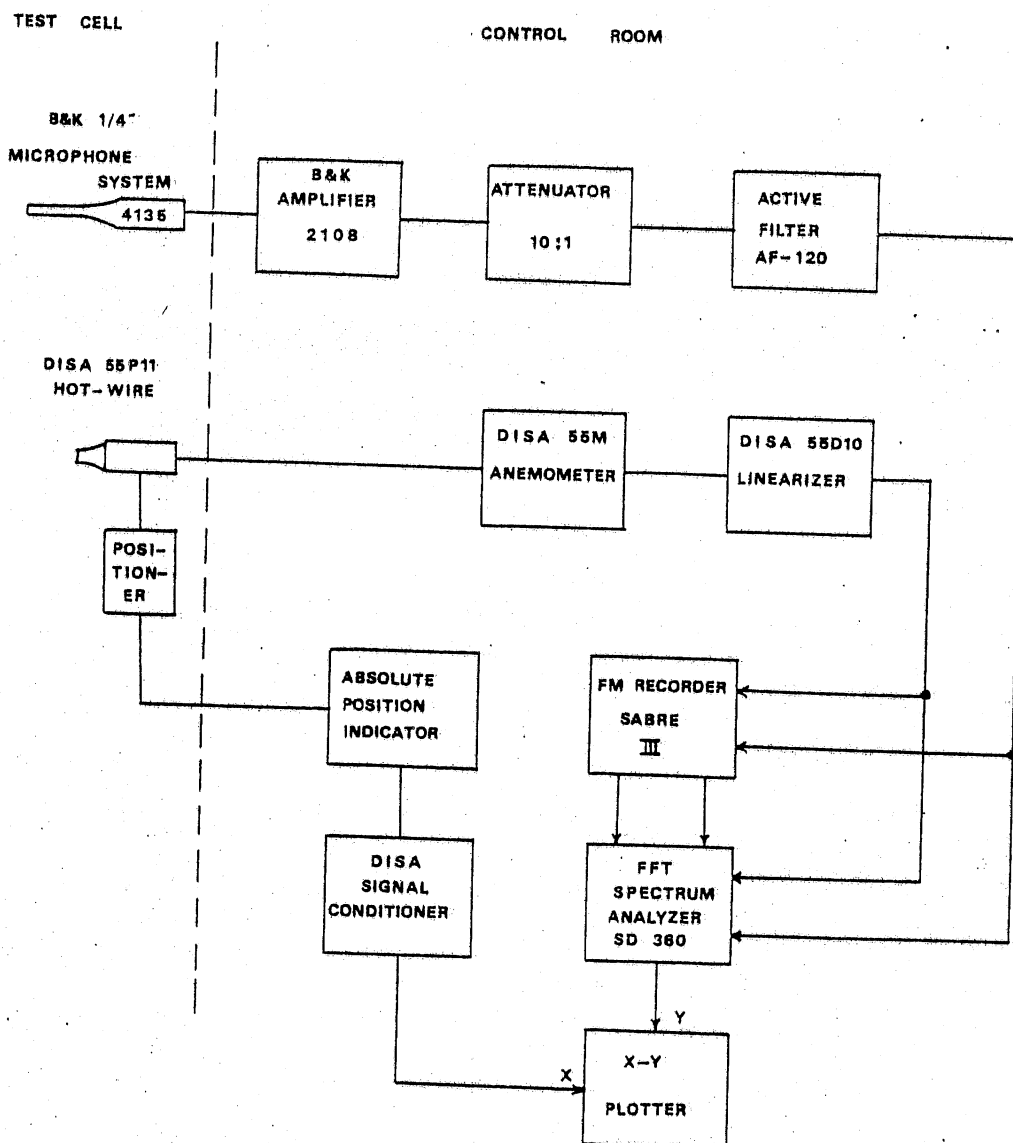 TEST CELL
CONTROL ROOM
B&K 1/4"
MICROPHONE
SYSTEM
4135
B&K
AMPLIFIER
2108
ATTENUATOR
10:1
ACTIVE
FILTER
AF-120
DISA 55P11
HOT-WIRE
DISA 55M
ANEMOMETER
DISA 55D10
LINEARIZER
POSI-
TION-
ER
ABSOLUTE
POSITION
INDICATOR
FM RECORDER
SABRE
III
DISA
SIGNAL
CONDITIONER
FFT
SPECTRUM
ANALYZER
SD 360
Y
X
X-Y
PLOTTER